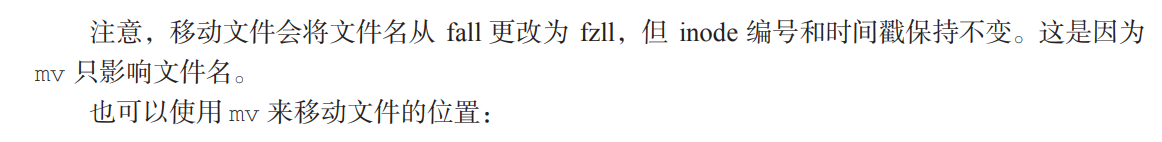 注意，移动文件会将文件名从 fall 更改为 fzll，但 inode 编号和时间戳保持不变。这是因为
mv 只影响文件名。
也可以使用 mv 来移动文件的位置：